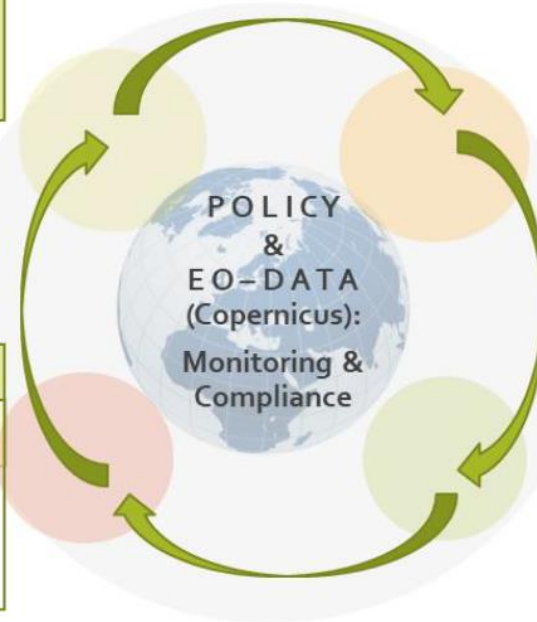 POLICY
&
EO–DATA
(Copernicus):
Monitoring &
Compliance